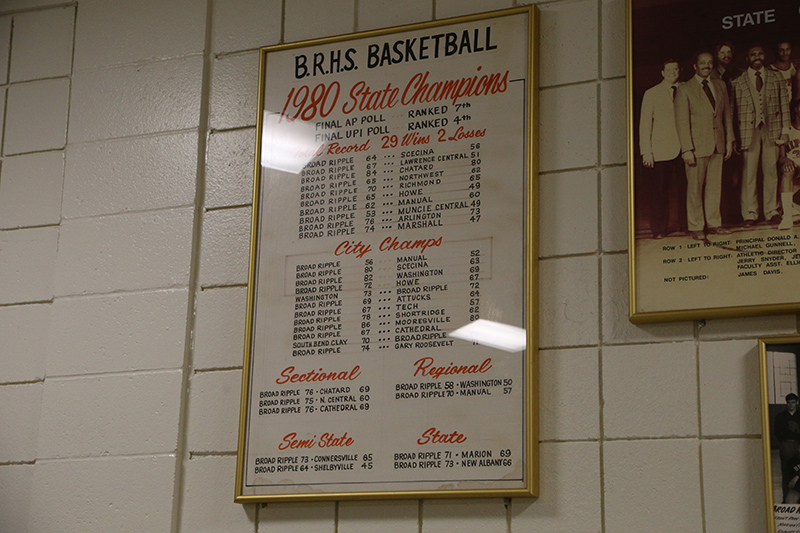 B.R.H.S. BASKETBALL
1980 State Champions
FINAL AP POLL ... RANKED 7th
FINAL UPI POLL ... RANKED 4th
Record 29 Wins 2 Losses
BROAD RIPPLE 64 ... SCECINA 56
BROAD RIPPLE 67 ... LAWRENCE CENTRAL 51
BROAD RIPPLE 84 ... CHATARD 80
BROAD RIPPLE 65 ... NORTHWEST 62
BROAD RIPPLE 70 ... RICHMOND 65
BROAD RIPPLE 65 ... HOWE 49
BROAD RIPPLE 62 ... MANUAL 60
BROAD RIPPLE 53 ... MUNCIE CENTRAL 49
BROAD RIPPLE 76 ... ARLINGTON 73
BROAD RIPPLE 74 ... MARSHALL 47
City Champs
BROAD RIPPLE 56 ... MANUAL 52
BROAD RIPPLE 80 ... SCECINA 63
BROAD RIPPLE 82 ... WASHINGTON 69
BROAD RIPPLE 72 ... HOWE 67
WASHINGTON 73 ... BROAD RIPPLE 72
BROAD RIPPLE 69 ... ATTUCKS 64
BROAD RIPPLE 67 ... TECH 57
BROAD RIPPLE 78 ... SHORTRIDGE 62
BROAD RIPPLE 86 ... MOORESVILLE
BROAD RIPPLE 67 ... CATHEDRAL
SOUTH BEND CLAY 70 ... BROAD RIPPLE
BROAD RIPPLE 74 ... GARY ROOSEVELT
Sectional
BROAD RIPPLE 76 - CHATARD 69
BROAD RIPPLE 75 - N. CENTRAL 60
BROAD RIPPLE 76 - CATHEDRAL 69
Regional
BROAD RIPPLE 58 - WASHINGTON 50
BROAD RIPPLE 70 - MANUAL 57
Semi State
BROAD RIPPLE 73 - CONNERSVILLE 65
BROAD RIPPLE 64 - SHELBYVILLE 45
State
BROAD RIPPLE 71 - MARION 69
BROAD RIPPLE 73 - NEW ALBANY 66
STATE
ROW 1 - LEFT TO RIGHT: PRINCIPAL DONALD A.
MICHAEL GUNNELL,
ROW 2 - LEFT TO RIGHT: ATHLETIC DIRECTOR
JERRY SNYDER,
FACULTY ASST.
NOT PICTURED: JAMES DAVIS.